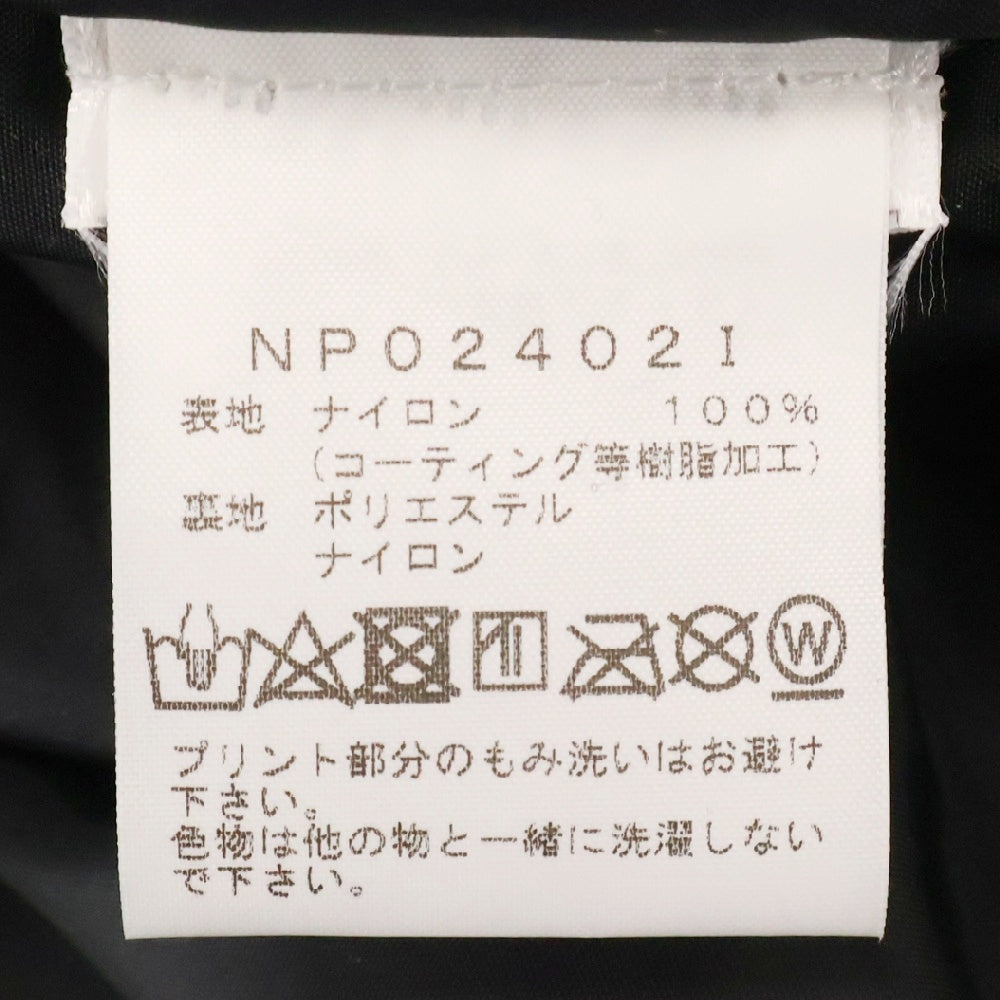 NP02402I
表地 ナイロン 100%
(コーティング等樹脂加工)
裏地 ポリエステル
ナイロン
W
プリント部分のもみ洗いはお避け
下さい。
色物は他の物と一緒に洗濯しない
で下さい。